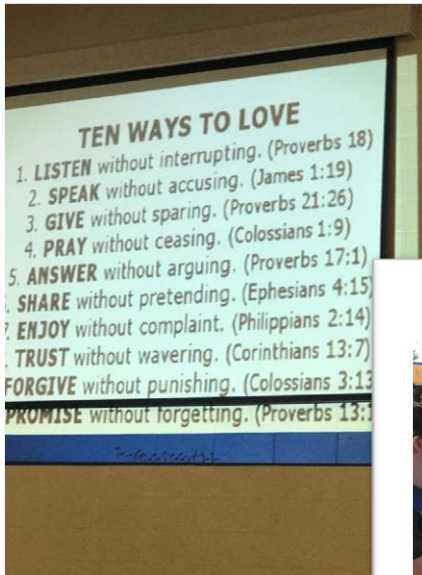 TEN WAYS TO LOVE
1. LISTEN without interrupting. (Proverbs 18)
2. SPEAK without accusing. (James 1:19)
3. GIVE without sparing. (Proverbs 21:26)
4. PRAY without ceasing. (Colossians 1:9)
5. ANSWER without arguing. (Proverbs 17:1)
. SHARE without pretending. (Ephesians 4:15)
7. ENJOY without complaint. (Philippians 2:14)
. TRUST without wavering. (Corinthians 13:7)
FORGIVE without punishing. (Colossians 3:13
PROMISE without forgetting. (Proverbs 13:1